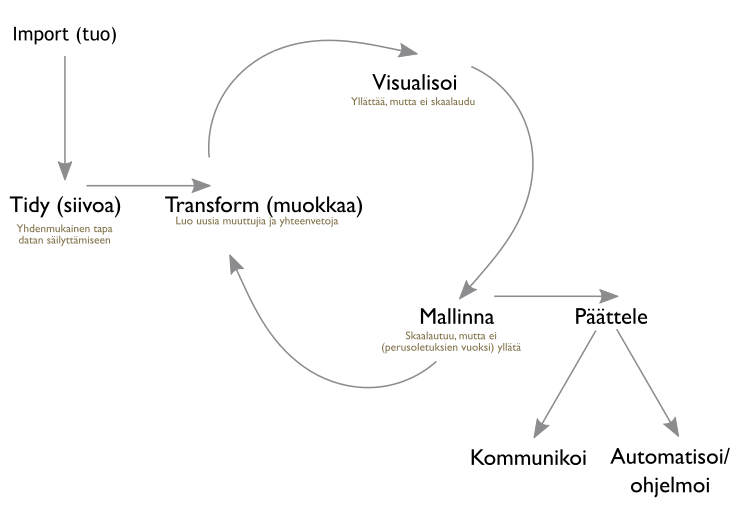 Import (tuo)
Visualisoi
Yllättää, mutta ei skaalaudu
Tidy (siivoa)
Yhdenmukainen tapa
datan säilyttämiseen
Transform (muokkaa)
Luo uusia muuttujia ja yhteenvetoja
Mallinna
Skaalautuu, mutta ei
(perusoletuksien vuoksi) yllätä
Päättele
Kommunikoi
Automatisoi/
ohjelmoi